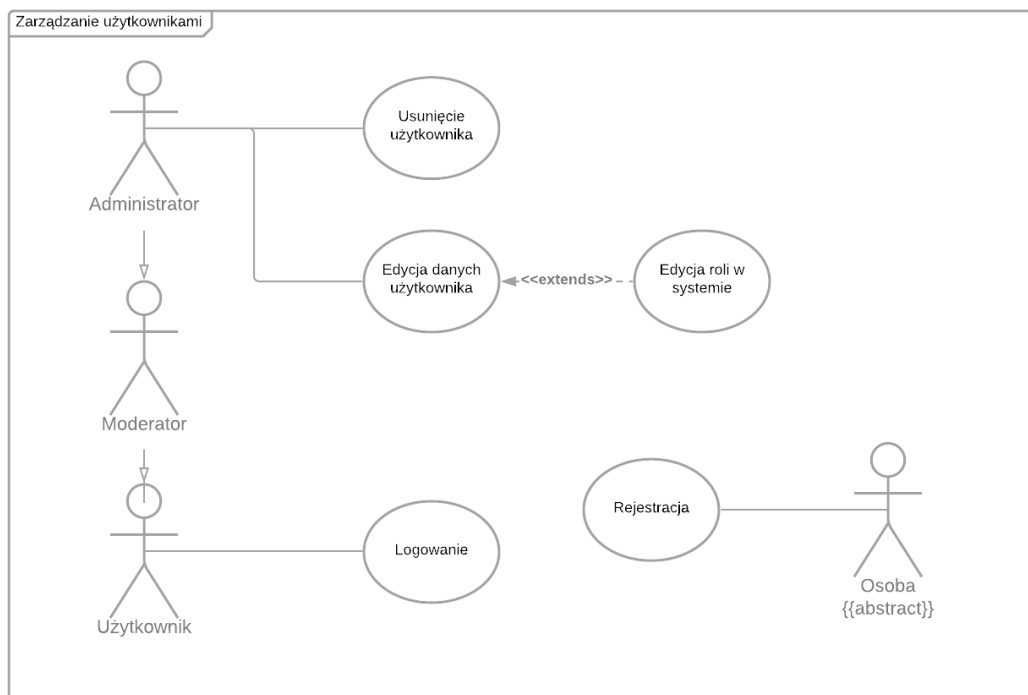 Zarządzanie użytkownikami
Usunięcie
użytkownika
Administrator
Edycja danych
użytkownika
<<extends>>
Edycja roli w
systemie
Moderator
Rejestracja
Logowanie
Osoba
{{abstract}}
Użytkownik